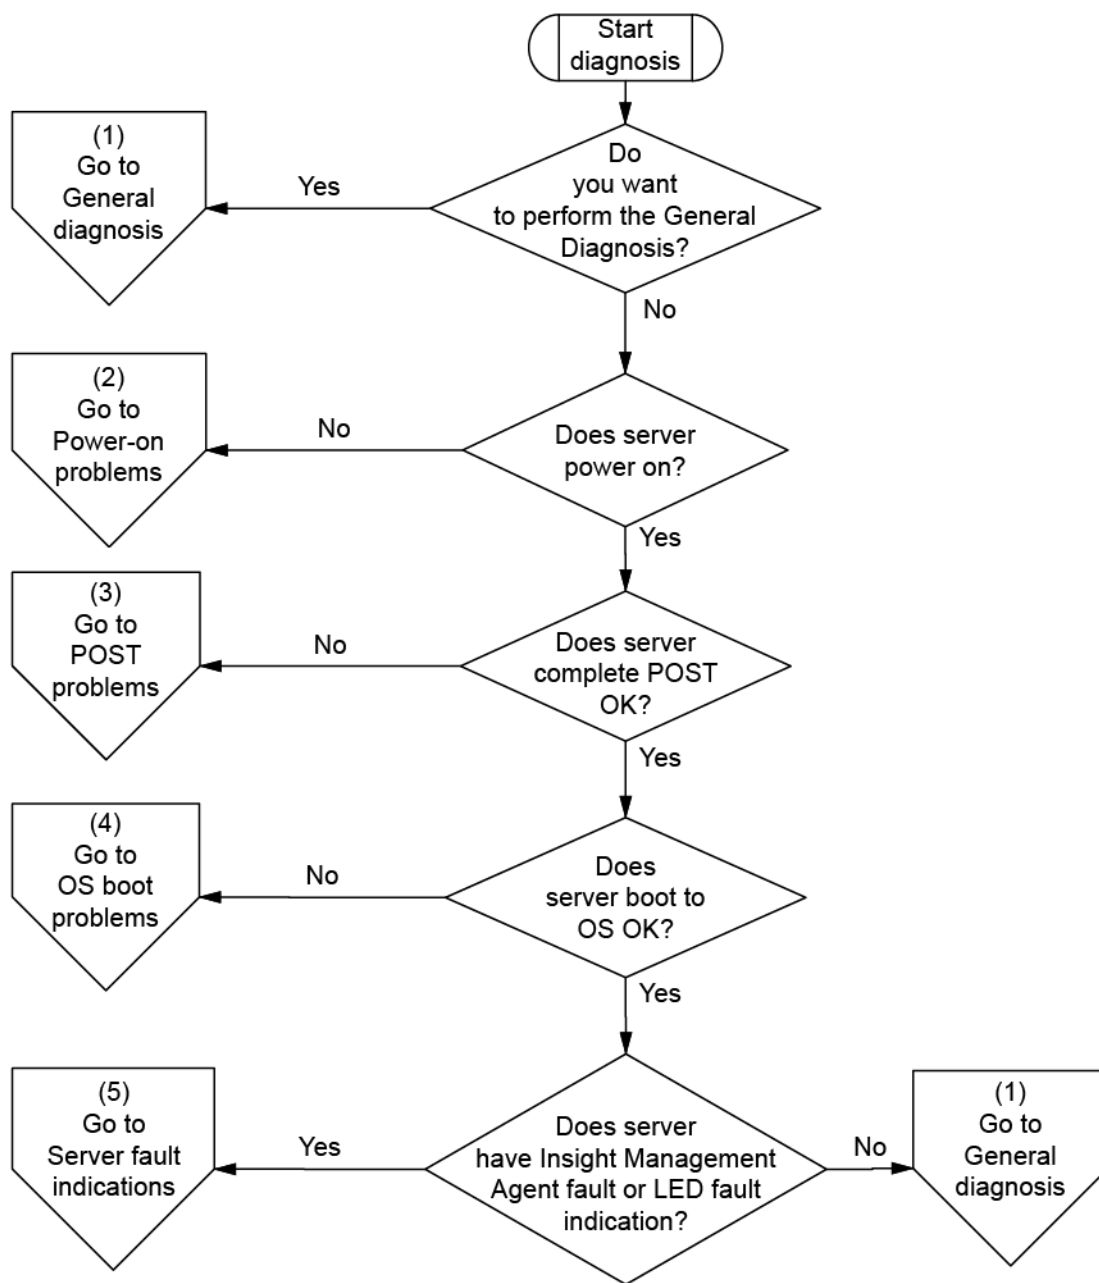 Start
diagnosis
Do
you want
to perform the General
Diagnosis?
Yes
(1)
Go to
General
diagnosis
No
Does server
power on?
No
(2)
Go to
Power-on
problems
Yes
Does server
complete POST
OK?
No
(3)
Go to
POST
problems
Yes
Does
server boot to
OS OK?
No
(4)
Go to
OS boot
problems
Yes
Does server
have Insight Management
Agent fault or LED fault
indication?
Yes
(5)
Go to
Server fault
indications
No
(1)
Go to
General
diagnosis